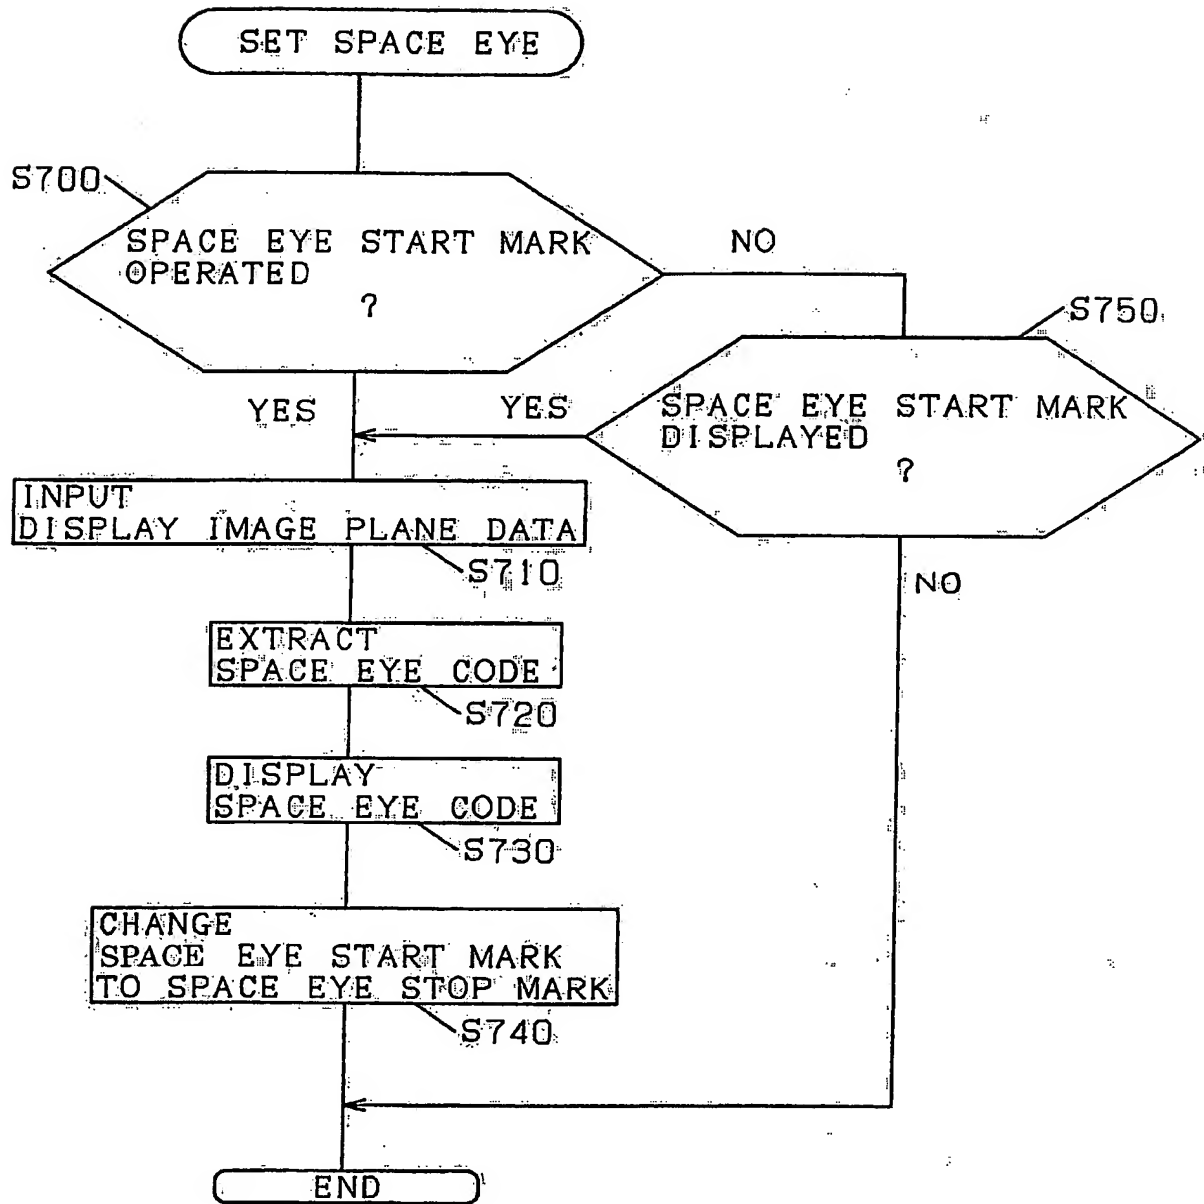 SET SPACE EYE
S700
SPACE EYE START MARK
OPERATED
?
NO
S750
YES
YES
SPACE EYE START MARK
DISPLAYED
?
INPUT
DISPLAY IMAGE PLANE DATA
S710
NO
EXTRACT
SPACE EYE CODE
S720
DISPLAY
SPACE EYE CODE
S730
CHANGE
SPACE EYE START MARK
TO SPACE EYE STOP MARK
S740
END